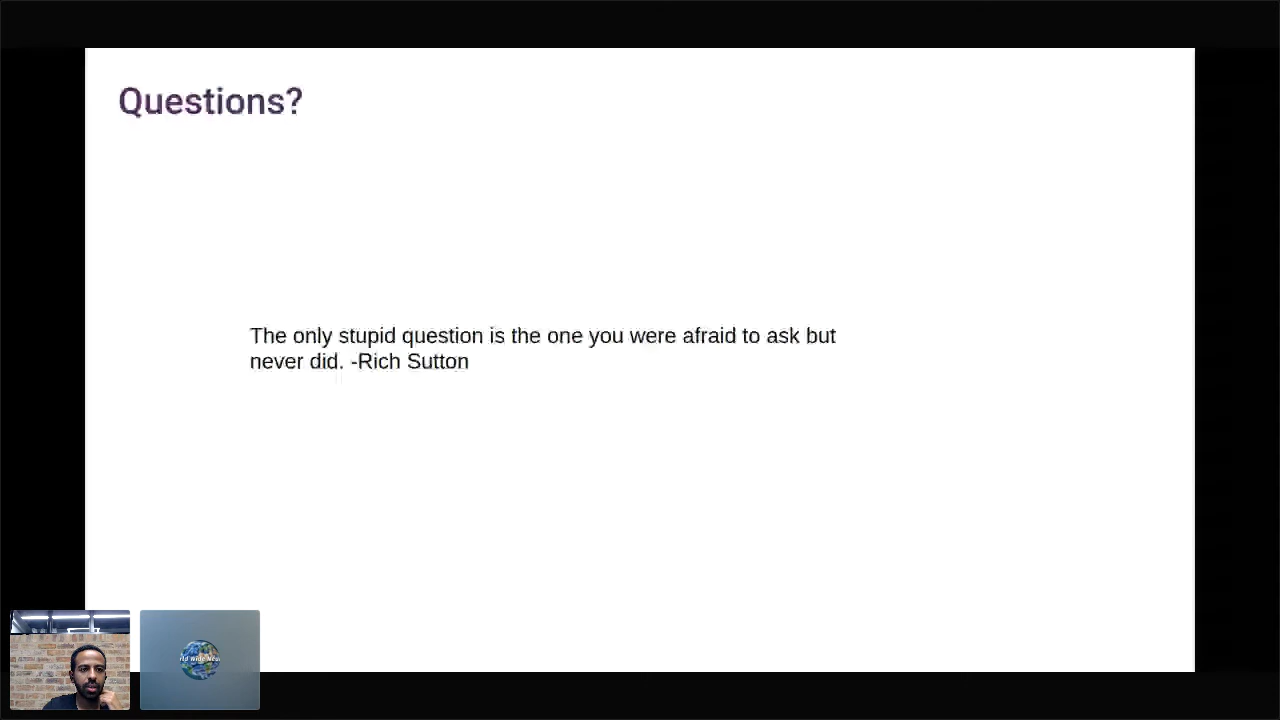 Questions?
The only stupid question is the one you were afraid to ask but
never did. -Rich Sutton